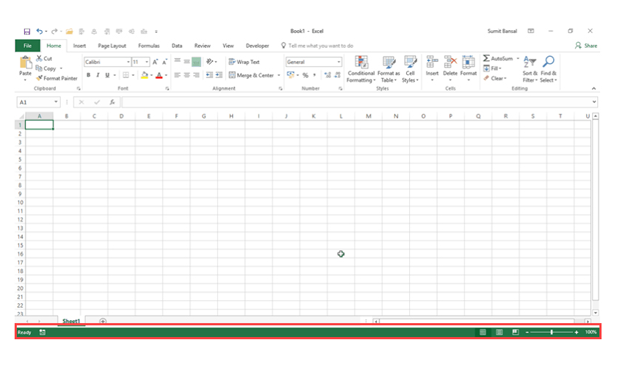 Book1 - Excel
Sumit Bansal
File Home Insert Page Layout Formulas Data Review View Developer Tell me what you want to do Share
Paste
Cut
Copy
Format Painter
Clipboard
Calibri 11
B I U
Font
Wrap Text
Merge & Center
Alignment
General
%
Number
Conditional Formatting
Format as Table
Cell Styles
Styles
Insert Delete Format
Cells
AutoSum
Fill
Clear
Sort & Filter
Find & Select
Editing
A1
fx
A B C D E F G H I J K L M N O P Q R S T U
1
2
3
4
5
6
7
8
9
10
11
12
13
14
15
16
17
18
19
20
21
22
23
Sheet1
Ready 100%